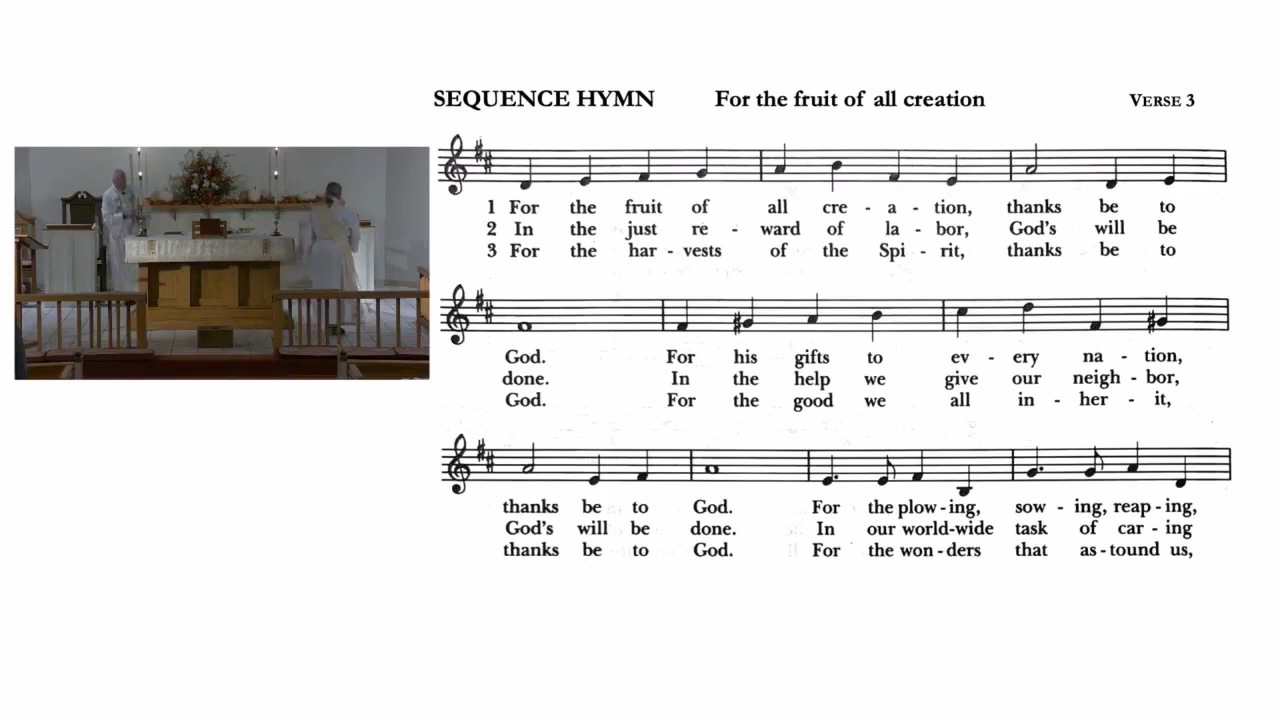 SEQUENCE HYMN For the fruit of all creation VERSE 3
1 For the fruit of all cre - a - tion, thanks be to
2 In the just re - ward of la - bor, God's will be
3 For the har - vests of the Spi - rit, thanks be to
God. For his gifts to ev - ery na - tion,
done. In the help we give our neigh - bor,
God. For the good we all in - her - it,
thanks be to God. For the plow - ing, sow - ing, reap - ing,
God's will be done. In our world-wide task of car - ing
thanks be to God. For the won - ders that as - tound us,